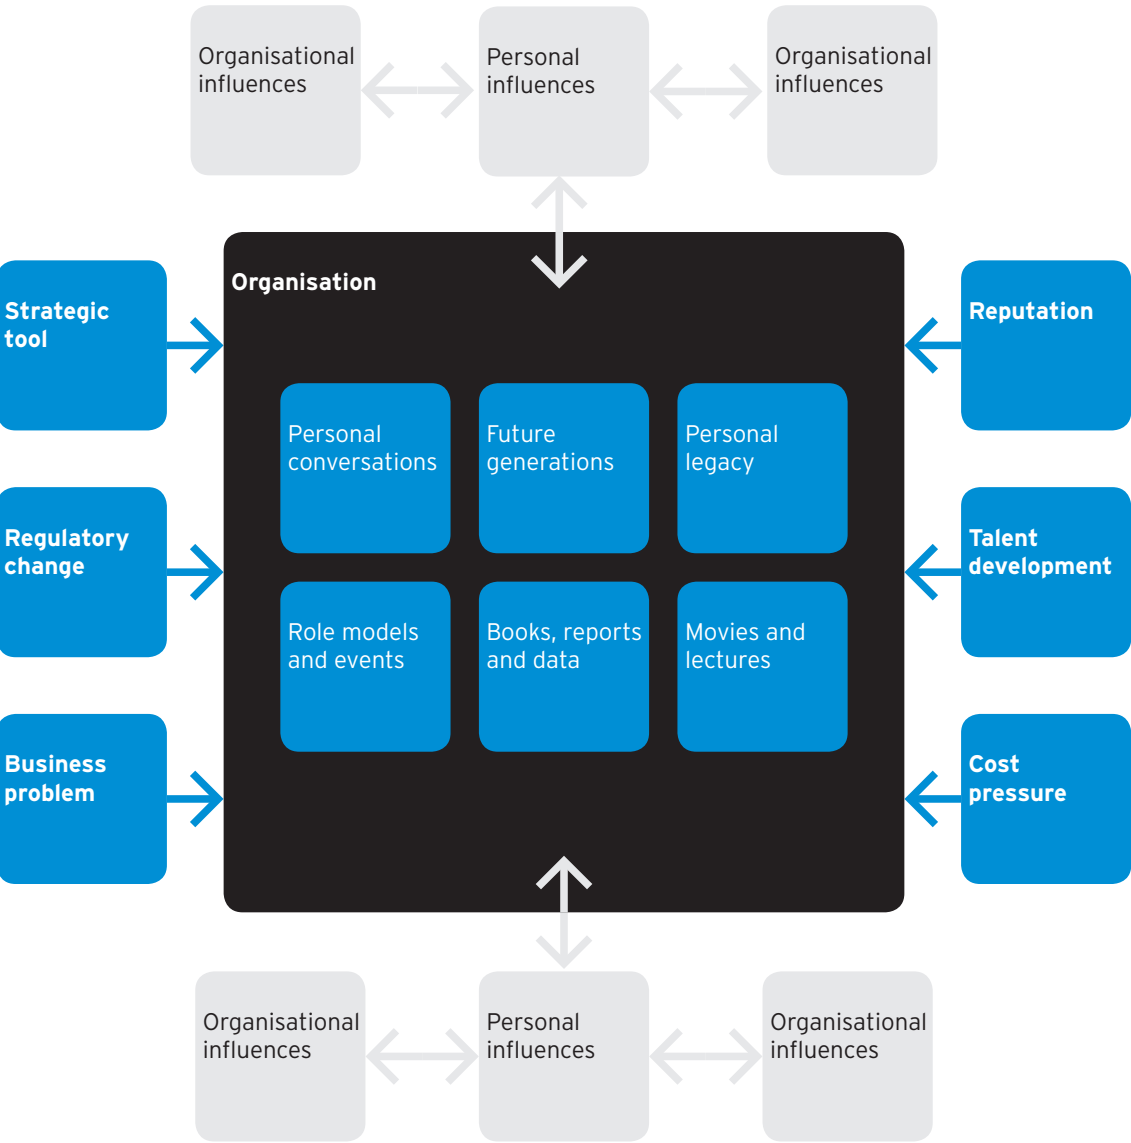 Organisational
influences
Personal
influences
Organisational
influences
Organisation
Strategic
tool
Reputation
Personal
conversations
Future
generations
Personal
legacy
Regulatory
change
Talent
development
Role models
and events
Books, reports
and data
Movies and
lectures
Business
problem
Cost
pressure
Organisational
influences
Personal
influences
Organisational
influences